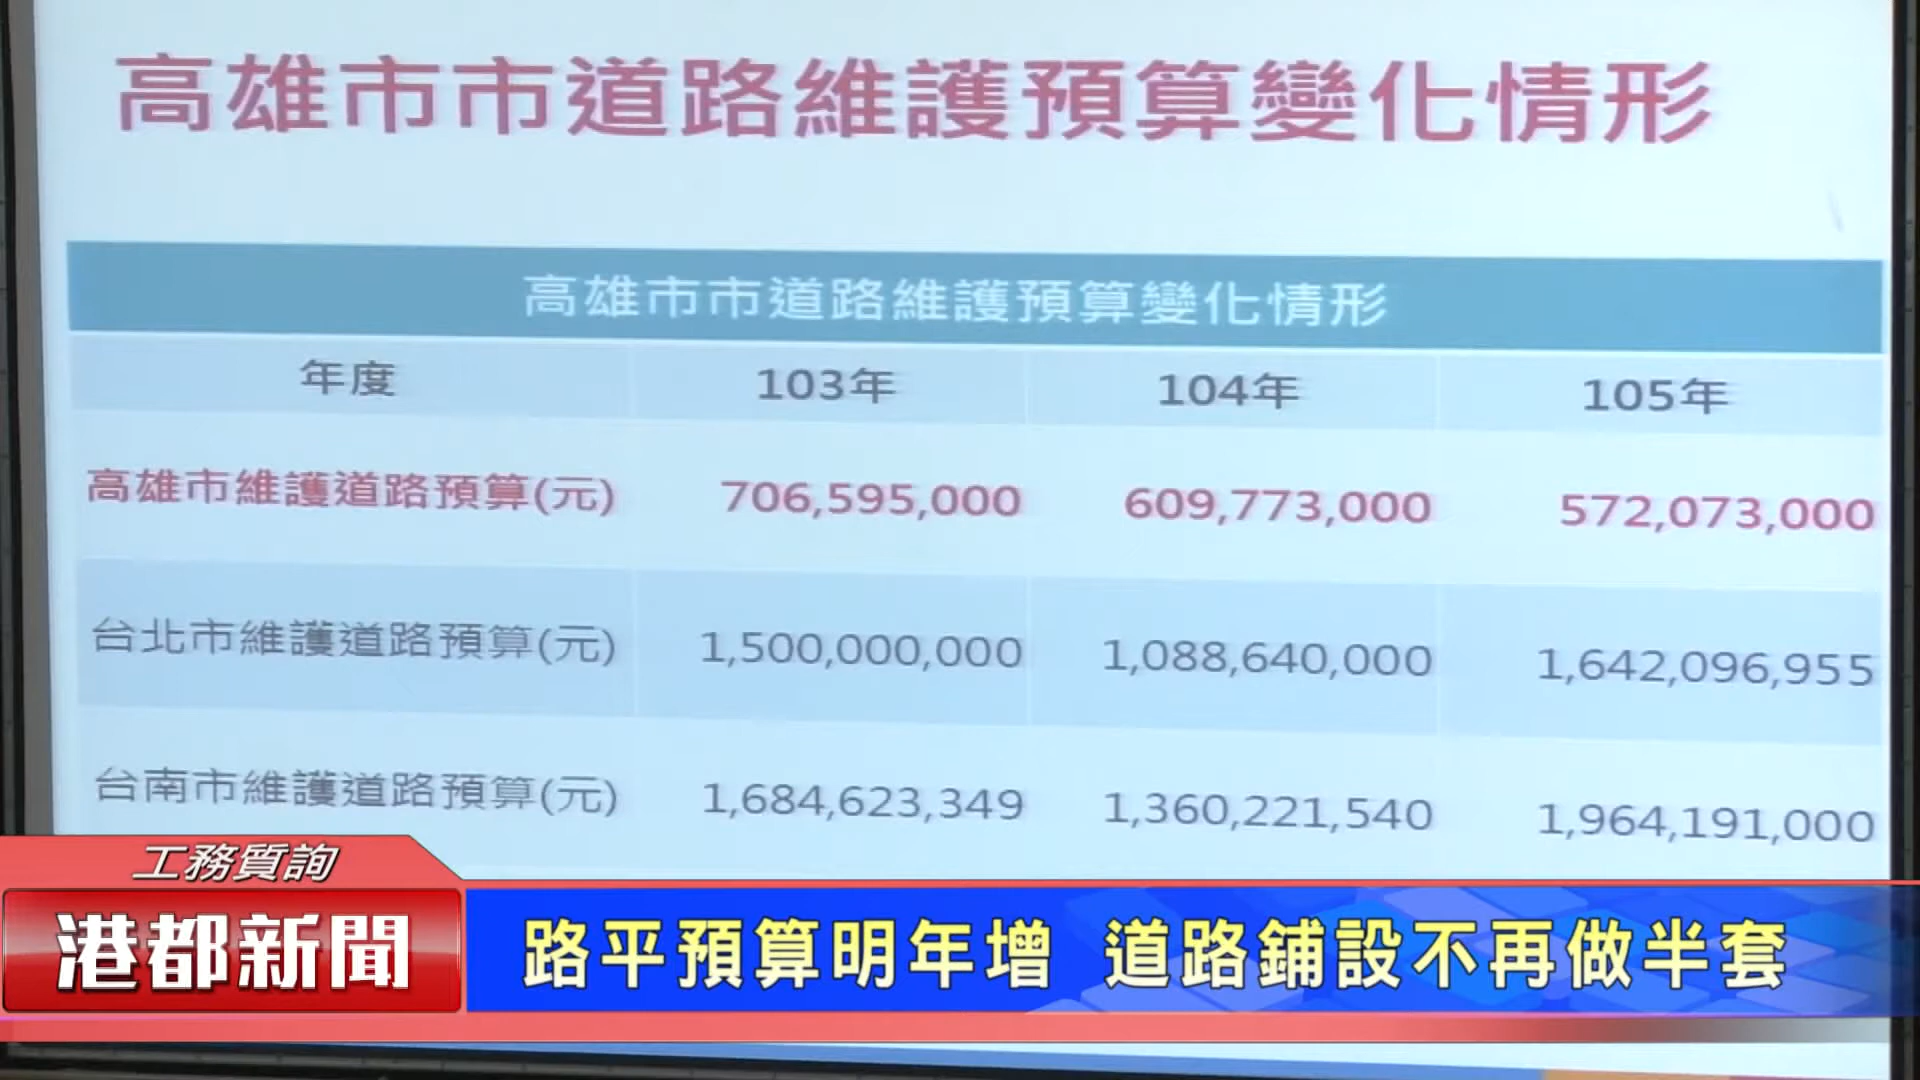 高雄市市道路維護預算變化情形
高雄市市道路維護預算變化情形
年度 103年 104年 105年
高雄市維護道路預算(元) 706,595,000 609,773,000 572,073,000
台北市維護道路預算(元) 1,500,000,000 1,088,640,000 1,642,096,955
台南市維護道路預算(元) 1,684,623,349 1,360,221,540 1,964,191,000
工務質詢
港都新聞
路平預算明年增 道路鋪設不再做半套